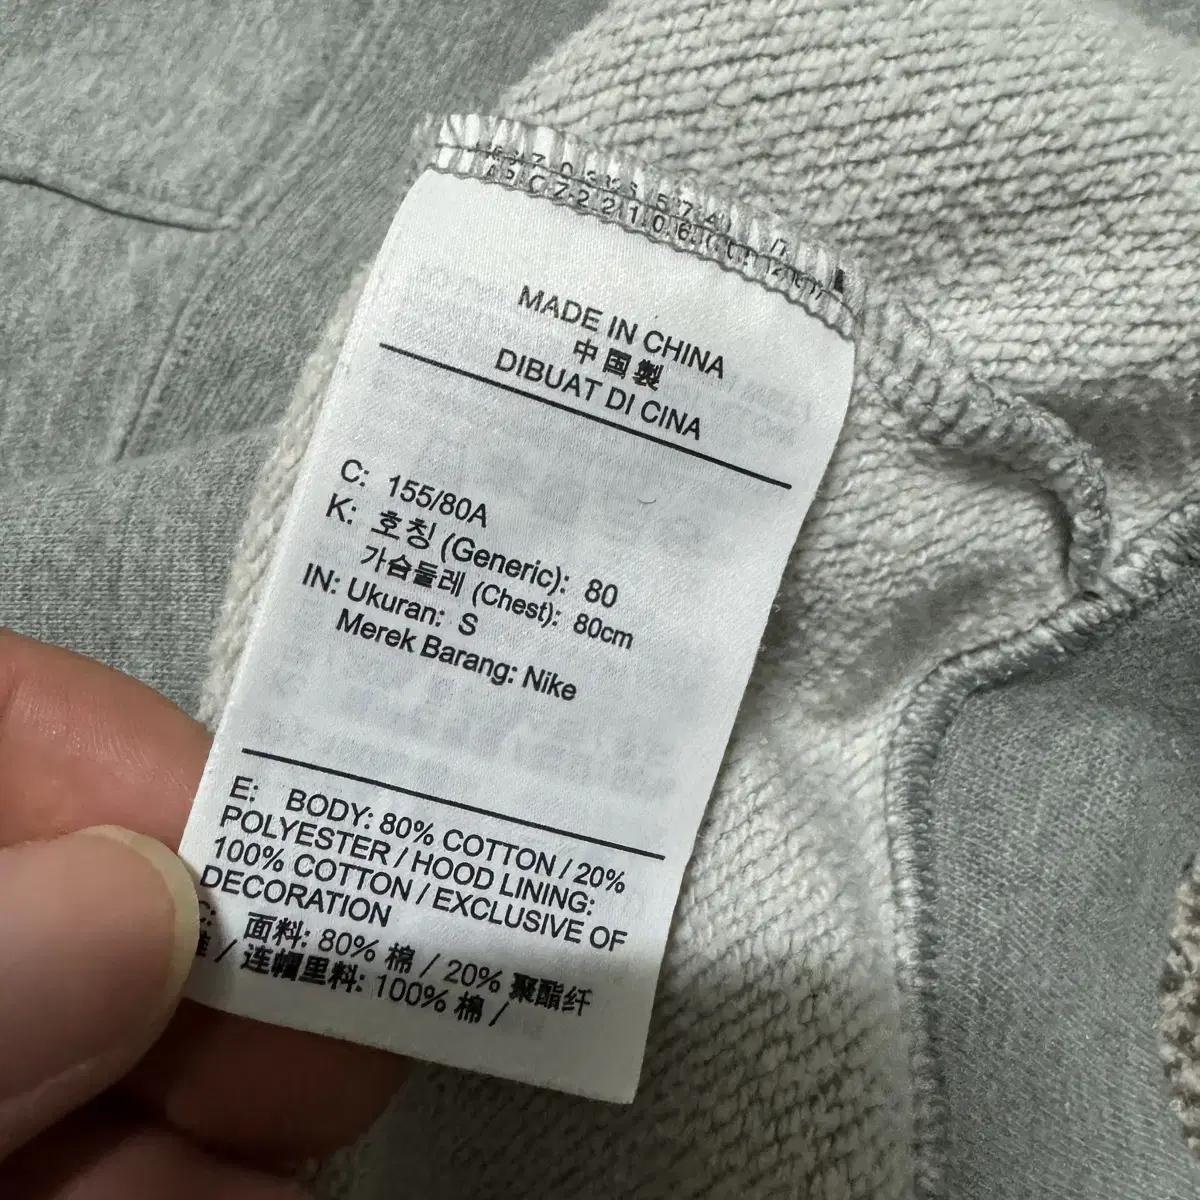 MADE IN CHINA
中国製
DIBUAT DI CINA
C: 155/80A
K: 호칭 (Generic): 80
가슴둘레 (Chest): 80cm
IN: Ukuran: S
Merek Barang: Nike
E: BODY: 80% COTTON / 20%
POLYESTER / HOOD LINING:
100% COTTON / EXCLUSIVE OF
DECORATION
C: 面料: 80% 棉 / 20% 聚酯纤
维 / 连帽里料: 100% 棉 /